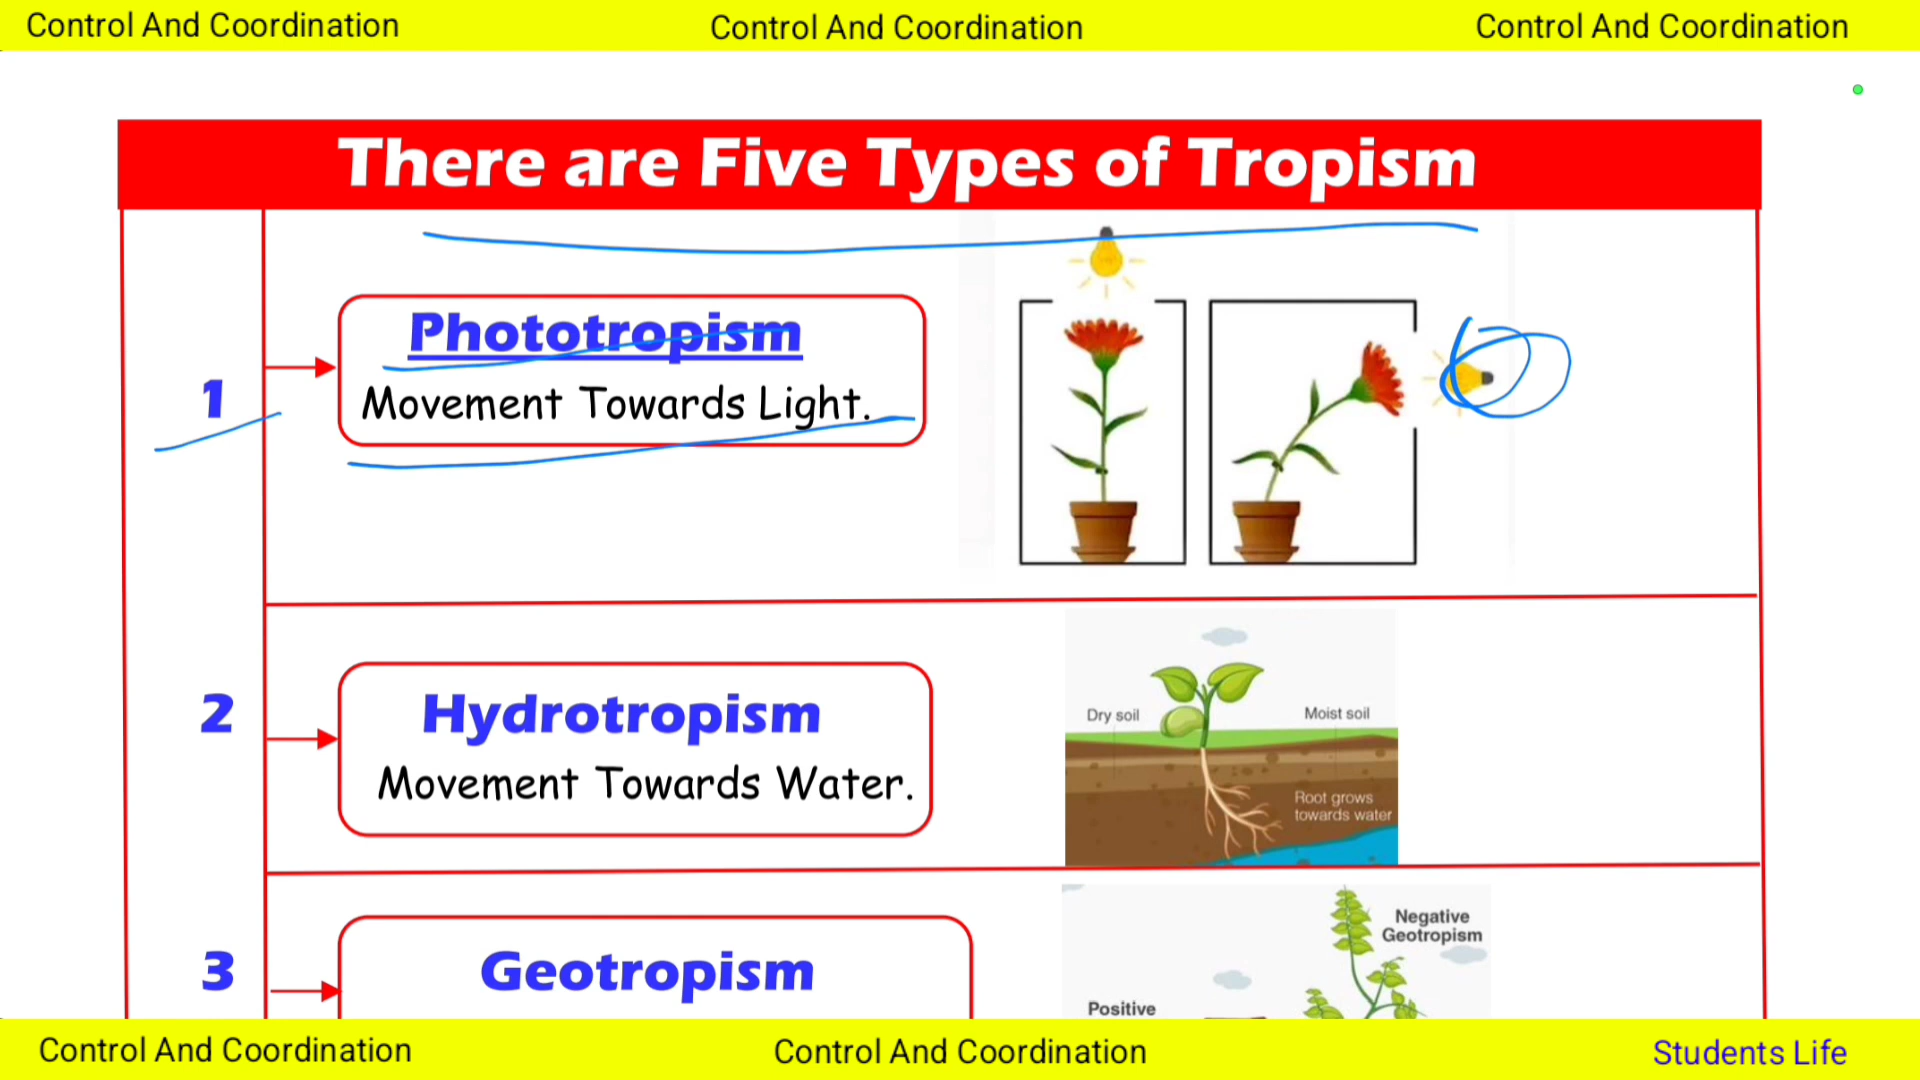 Control And Coordination
Control And Coordination
Control And Coordination
There are Five Types of Tropism
1
Phototropism
Movement Towards Light.
2
Hydrotropism
Movement Towards Water.
Dry soil
Moist soil
Root grows
towards water
3
Geotropism
Negative
Geotropism
Positive
Control And Coordination
Control And Coordination
Students Life